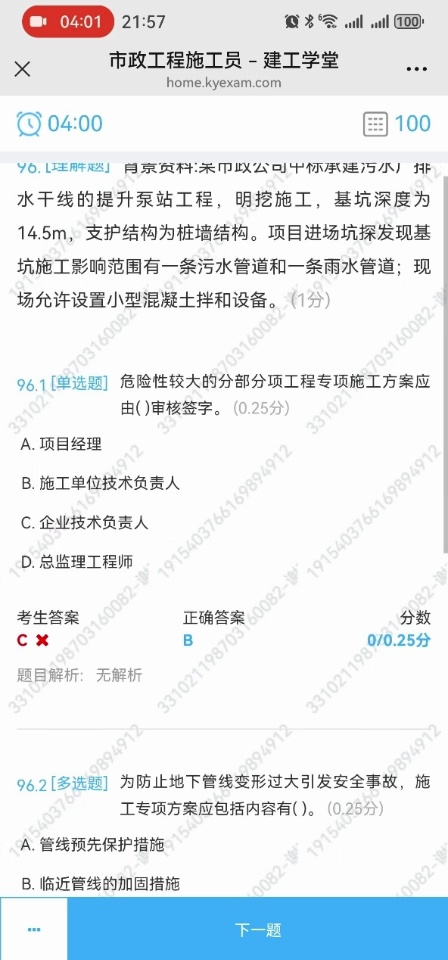 04:01 21:57 100
市政工程施工员 - 建工学堂
home.kyexam.com
04:00 100
96. [理解题] 背景资料:某市政公司中标承建污水厂排
水干线的提升泵站工程，明挖施工，基坑深度为
14.5m，支护结构为桩墙结构。项目进场坑探发现基
坑施工影响范围有一条污水管道和一条雨水管道；现
场允许设置小型混凝土拌和设备。(1分)
96.1 [单选题] 危险性较大的分部分项工程专项施工方案应
由( )审核签字。(0.25分)
A. 项目经理
B. 施工单位技术负责人
C. 企业技术负责人
D. 总监理工程师
考生答案 正确答案 分数
C ✖ B 0/0.25分
题目解析: 无解析
96.2 [多选题] 为防止地下管线变形过大引发安全事故，施
工专项方案应包括内容有( )。(0.25分)
A. 管线预先保护措施
B. 临近管线的加固措施
... 下一题